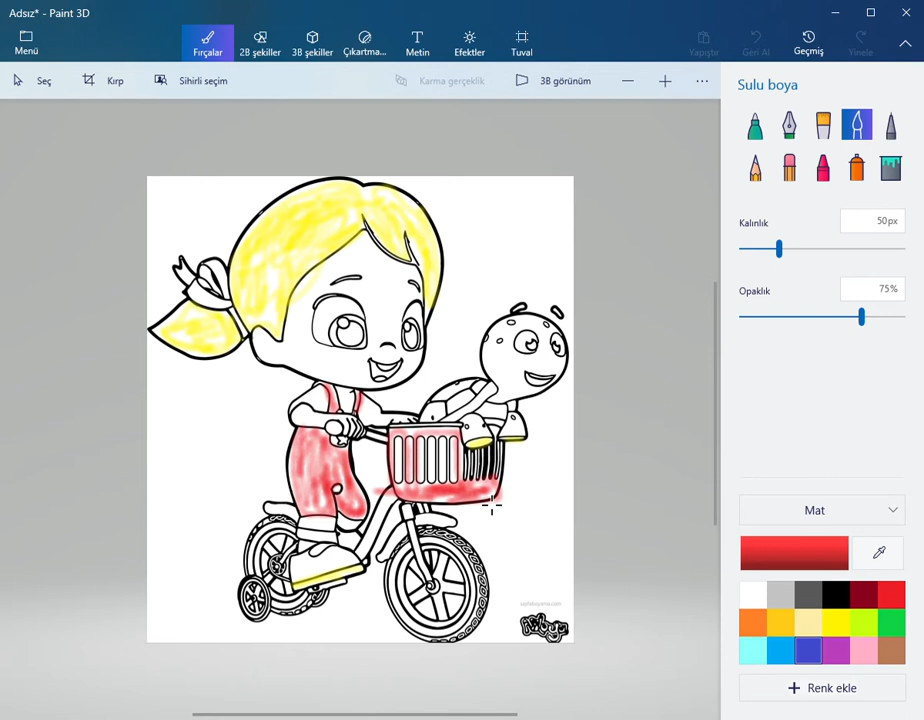 Adsız* - Paint 3D
Menü
Fırçalar
2B şekiller
3B şekiller
Çıkartma...
Metin
Efektler
Tuval
Yapıştır
Geri Al
Geçmiş
Yinele
Seç
Kırp
Sihirli seçim
Karma gerçeklik
3B görünüm
Sulu boya
Kalınlık
50px
Opaklık
75%
Mat
Renk ekle